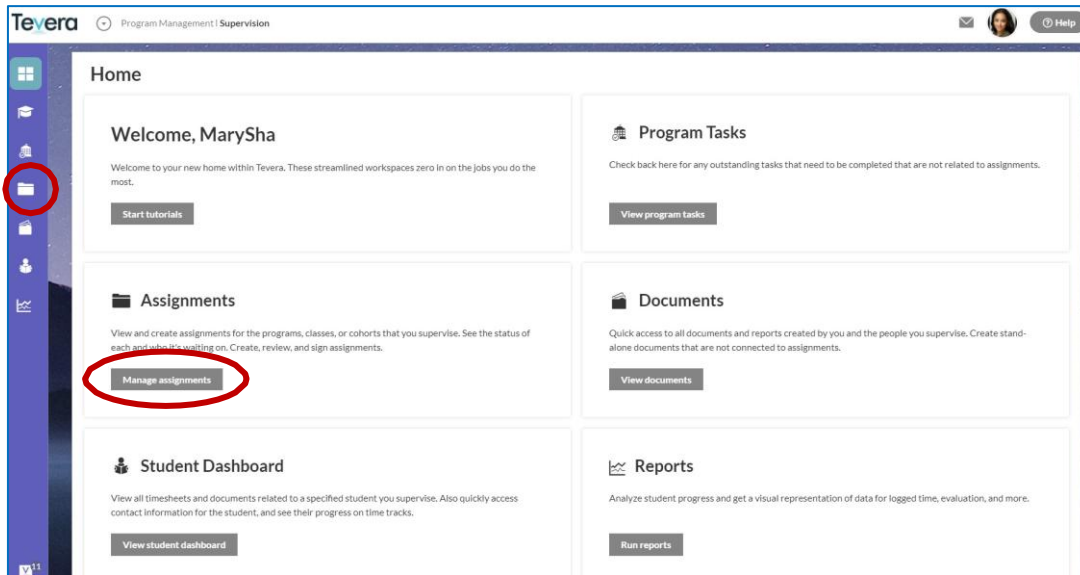 Tevera
Program Management | Supervision
Help
Home
Welcome, MarySha
Welcome to your new home within Tevera. These streamlined workspaces zero in on the jobs you do the
most.
Start tutorials
Program Tasks
Check back here for any outstanding tasks that need to be completed that are not related to assignments.
View program tasks
Assignments
View and create assignments for the programs, classes, or cohorts that you supervise. See the status of
each and who it's waiting on. Create, review, and sign assignments.
Manage assignments
Documents
Quick access to all documents and reports created by you and the people you supervise. Create stand-
alone documents that are not connected to assignments.
View documents
Student Dashboard
View all timesheets and documents related to a specified student you supervise. Also quickly access
contact information for the student, and see their progress on time tracks.
View student dashboard
Reports
Analyze student progress and get a visual representation of data for logged time, evaluation, and more.
Run reports
11